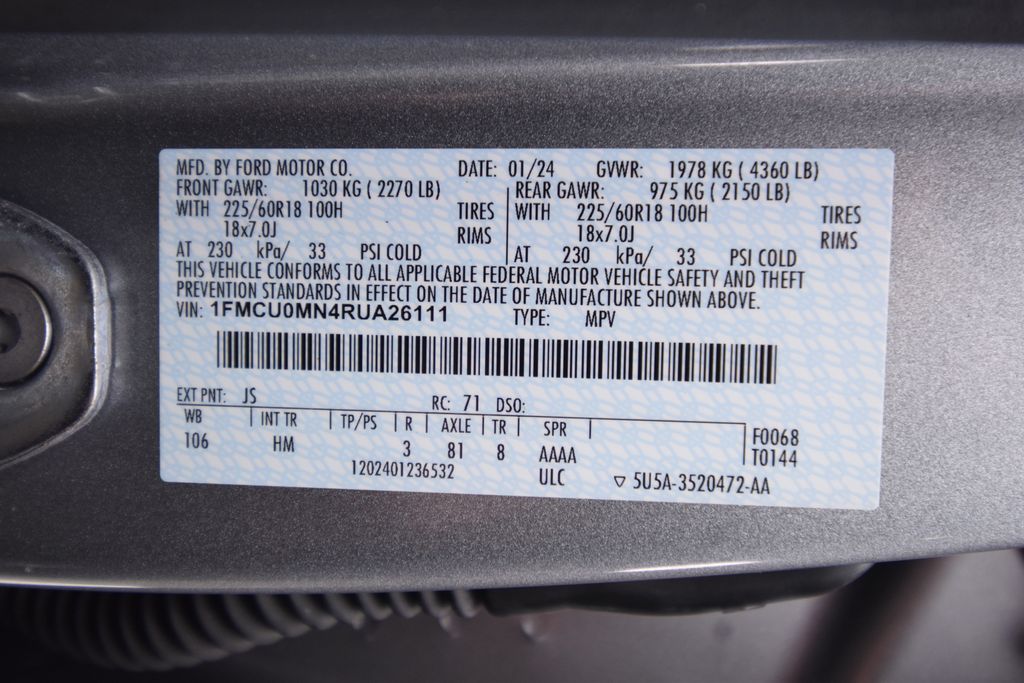 MFD. BY FORD MOTOR CO. DATE: 01/24 GVWR: 1978 KG ( 4360 LB)
FRONT GAWR: 1030 KG ( 2270 LB) REAR GAWR: 975 KG ( 2150 LB)
WITH 225/60R18 100H TIRES WITH 225/60R18 100H TIRES
18x7.0J RIMS 18x7.0J RIMS
AT 230 kPa/ 33 PSI COLD AT 230 kPa/ 33 PSI COLD
THIS VEHICLE CONFORMS TO ALL APPLICABLE FEDERAL MOTOR VEHICLE SAFETY AND THEFT
PREVENTION STANDARDS IN EFFECT ON THE DATE OF MANUFACTURE SHOWN ABOVE.
VIN: 1FMCU0MN4RUA26111 TYPE: MPV
EXT PNT: JS RC: 71 DSO:
WB INT TR TP/PS R AXLE TR SPR F0068
106 HM 3 81 8 AAAA T0144
1202401236532 ULC ▽ 5U5A-3520472-AA